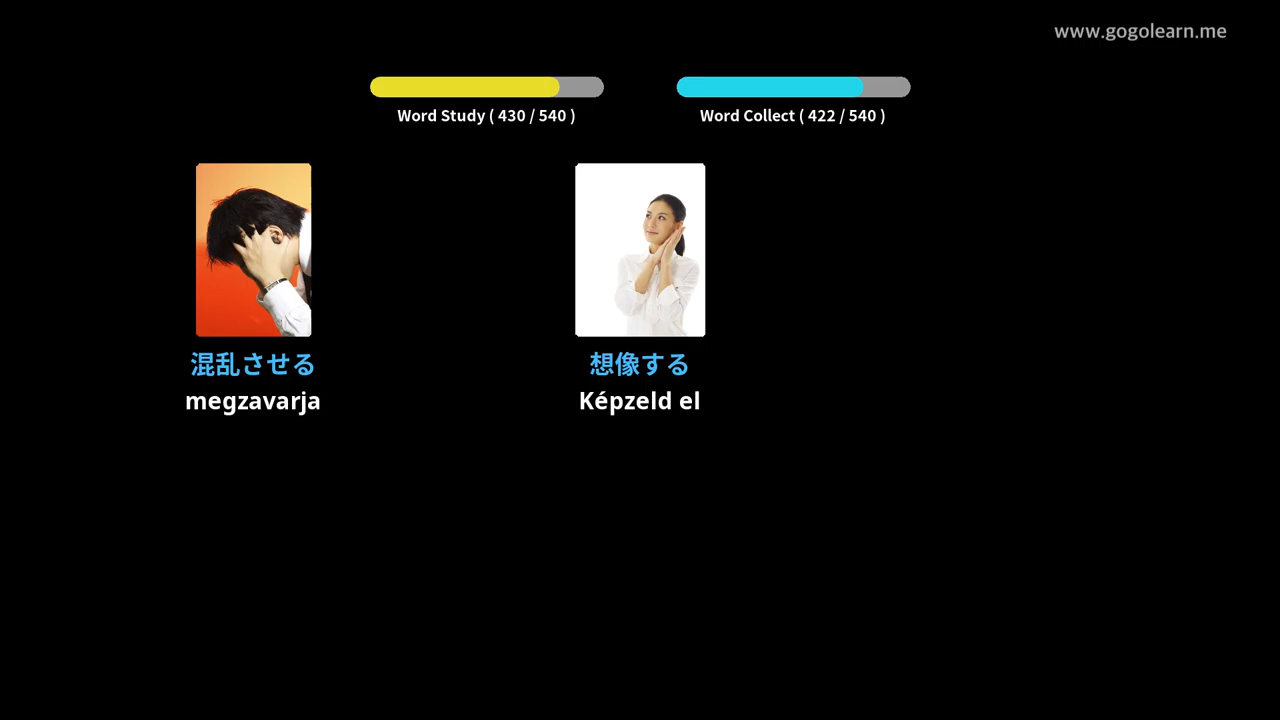 www.gogolearn.me
Word Study ( 430 / 540 )
Word Collect ( 422 / 540 )
混乱させる
megzavarja
想像する
Képzeld el